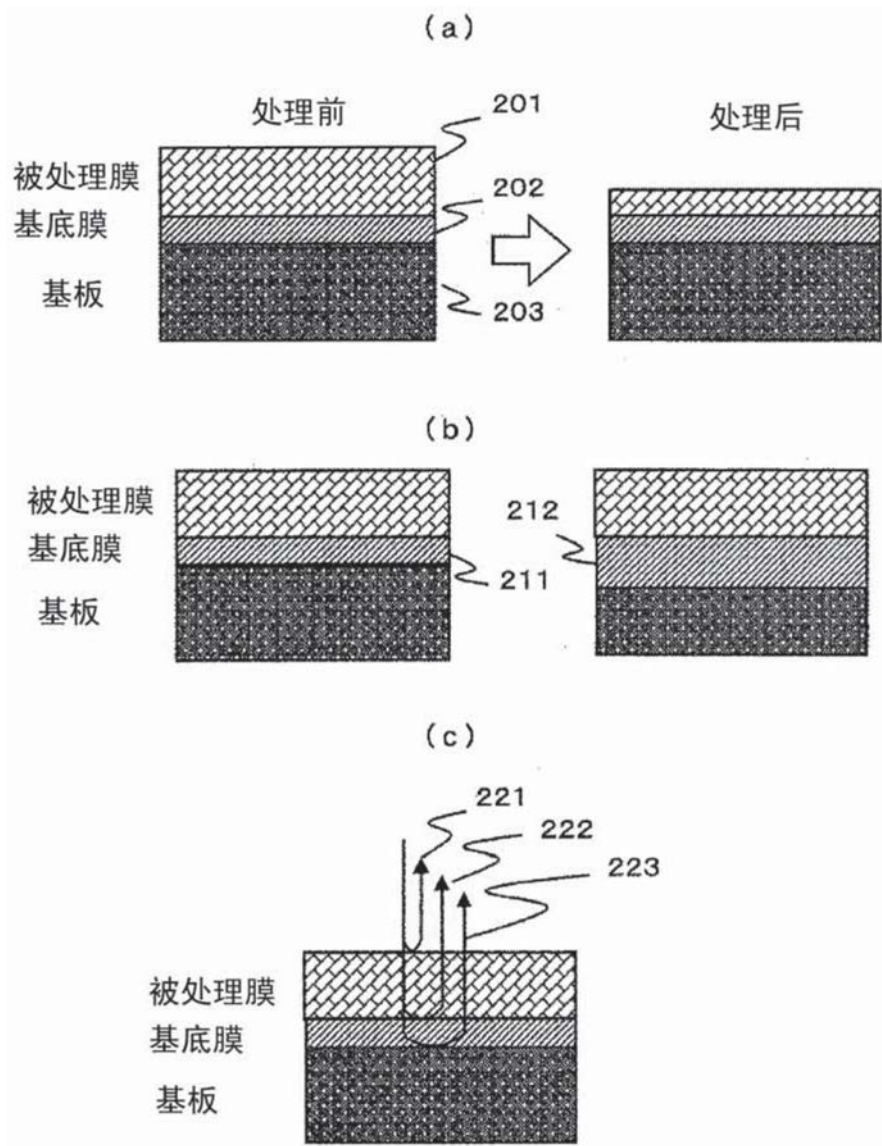 (a)
处理前
201
处理后
被处理膜
202
基底膜
基板
203
(b)
被处理膜
212
基底膜
211
基板
(c)
221
222
223
被处理膜
基底膜
基板